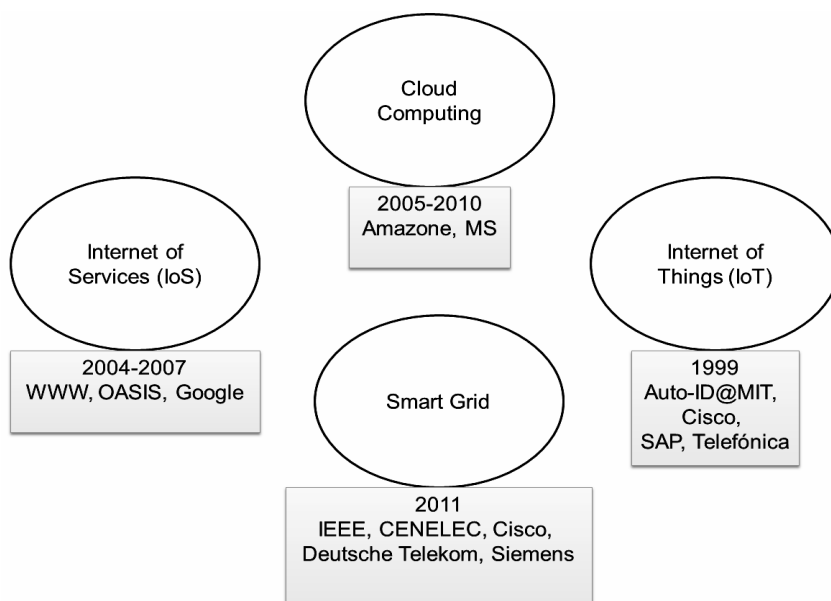 Cloud
Computing
2005-2010
Amazone, MS
Internet of
Services (IoS)
2004-2007
WWW, OASIS, Google
Internet of
Things (IoT)
1999
Auto-ID@MIT,
Cisco,
SAP, Telefónica
Smart Grid
2011
IEEE, CENELEC, Cisco,
Deutsche Telekom, Siemens